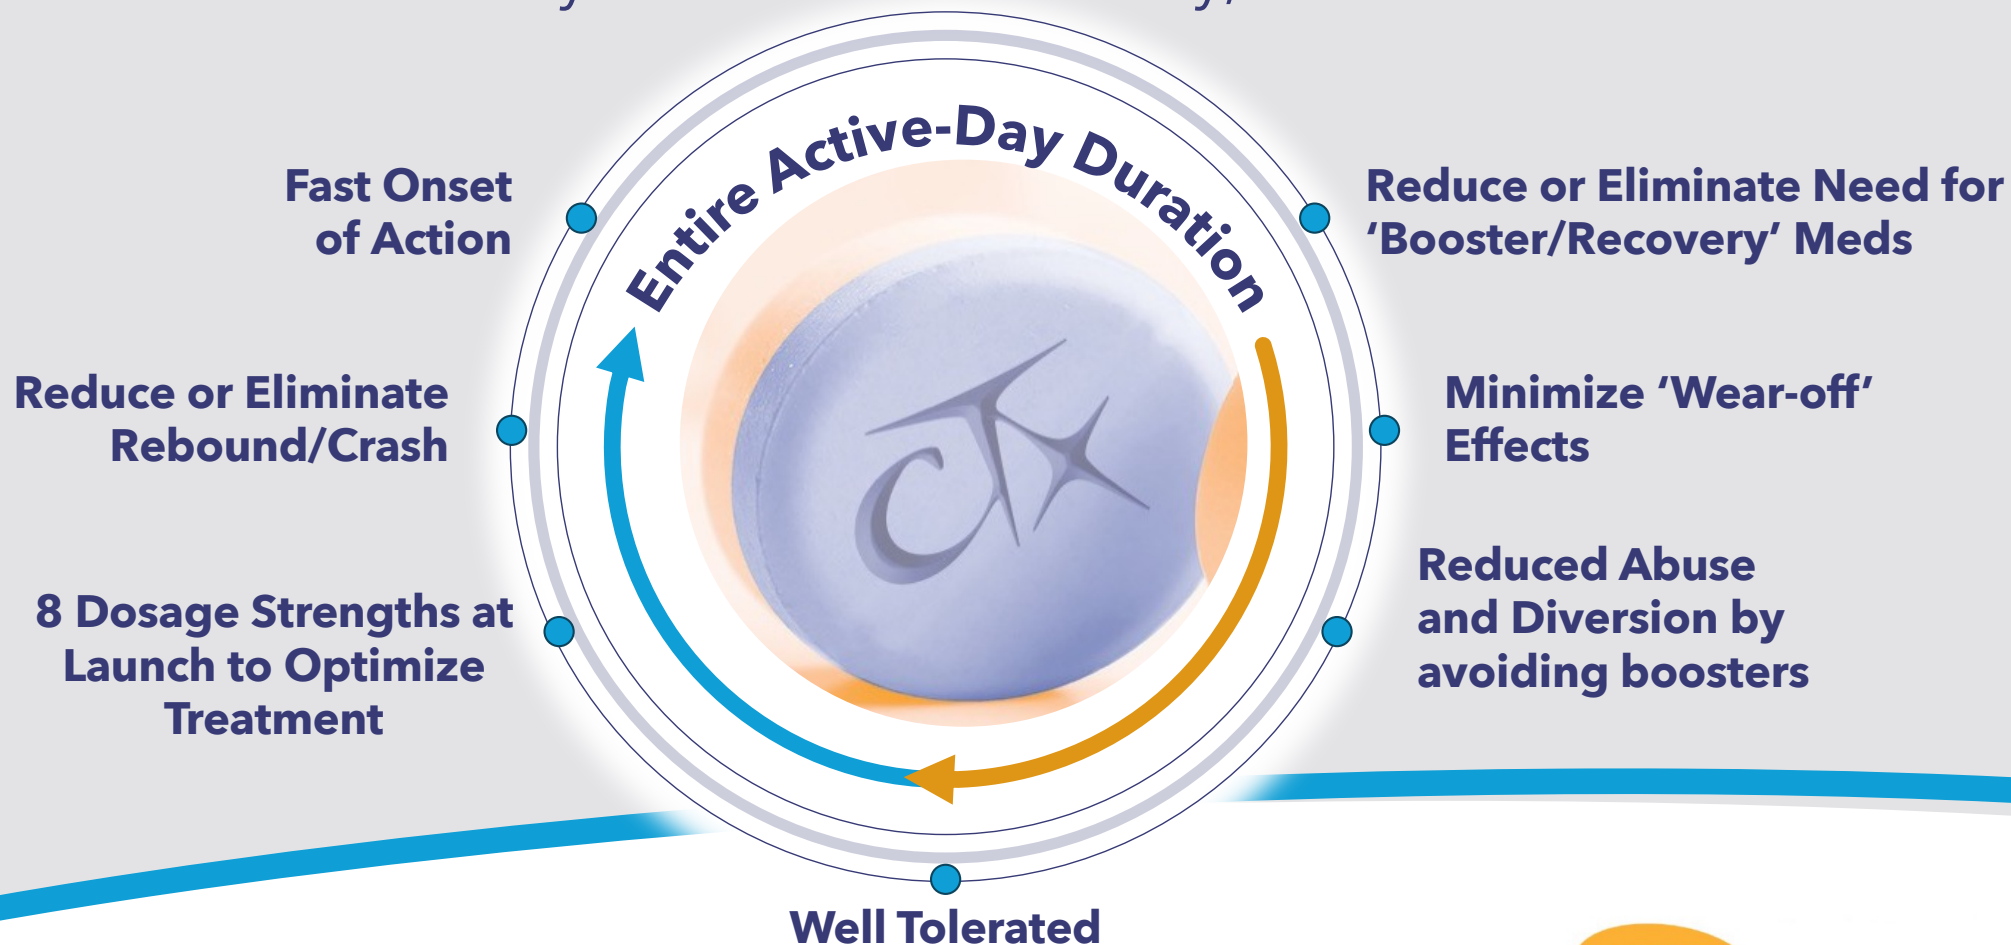 Entire Active-Day Duration
Fast Onset
of Action
Reduce or Eliminate
Rebound/Crash
8 Dosage Strengths at
Launch to Optimize
Treatment
Reduce or Eliminate Need for
‘Booster/Recovery’ Meds
Minimize ‘Wear-off’
Effects
Reduced Abuse
and Diversion by
avoiding boosters
Well Tolerated
cTx